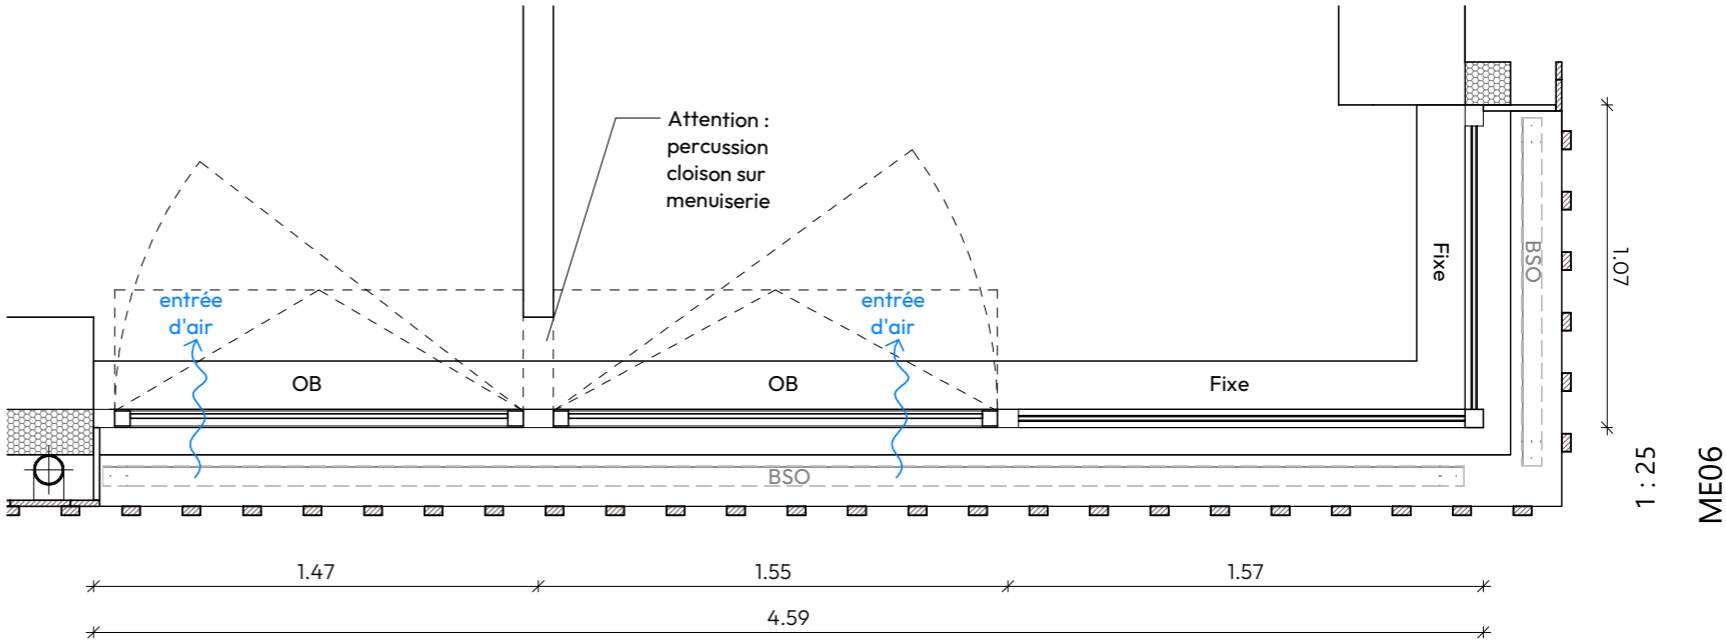 Attention :
percussion
cloison sur
menuiserie
entrée
d'air
entrée
d'air
OB
OB
Fixe
Fixe
BSO
BSO
1.07
1.47
1.55
1.57
4.59
1 : 25
ME06